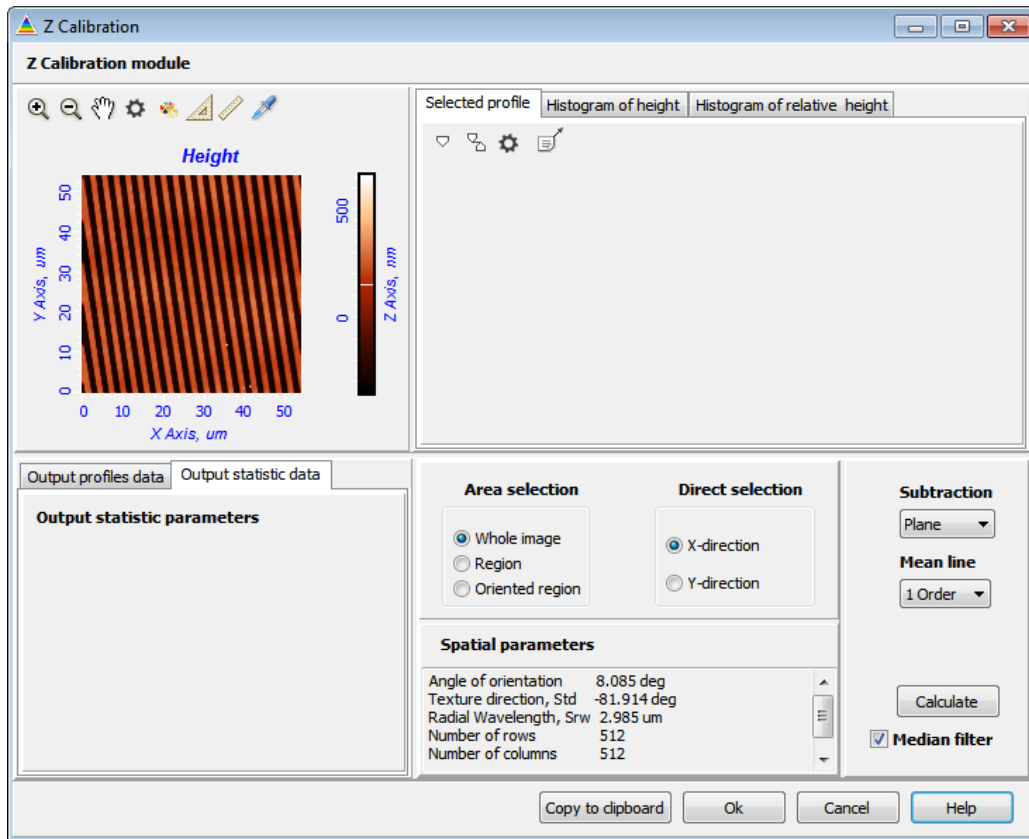 Z Calibration
Z Calibration module
Height
50
40
30
20
10
0
Y Axis, um
0 10 20 30 40 50
X Axis, um
500
0
Z Axis, nm
Selected profile Histogram of height Histogram of relative height
Output profiles data Output statistic data
Output statistic parameters
Area selection
Whole image
Region
Oriented region
Direct selection
X-direction
Y-direction
Spatial parameters
Angle of orientation 8.085 deg
Texture direction, Std -81.914 deg
Radial Wavelength, Srw 2.985 um
Number of rows 512
Number of columns 512
Subtraction
Plane
Mean line
1 Order
Calculate
Median filter
Copy to clipboard Ok Cancel Help